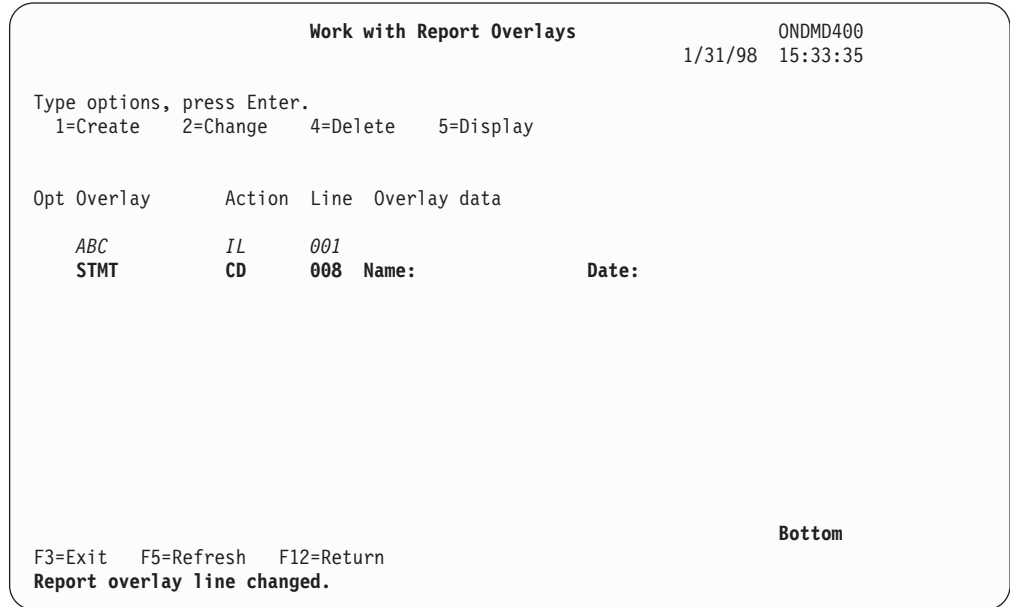 Work with Report Overlays ONDMD400
1/31/98 15:33:35
Type options, press Enter.
1=Create 2=Change 4=Delete 5=Display
Opt Overlay Action Line Overlay data
ABC IL 001
STMT CD 008 Name: Date:
Bottom
F3=Exit F5=Refresh F12=Return
Report overlay line changed.